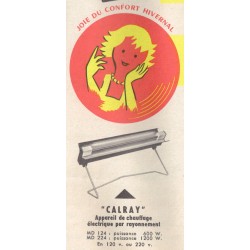 JOIE DU CONFORT HIVERNAL
"CALRAY"
Appareil de chauffage
électrique par rayonnement
MO 124 : puissance 600 W.
MO 224 : puissance 1200 W.
En 120 v. ou 220 v.